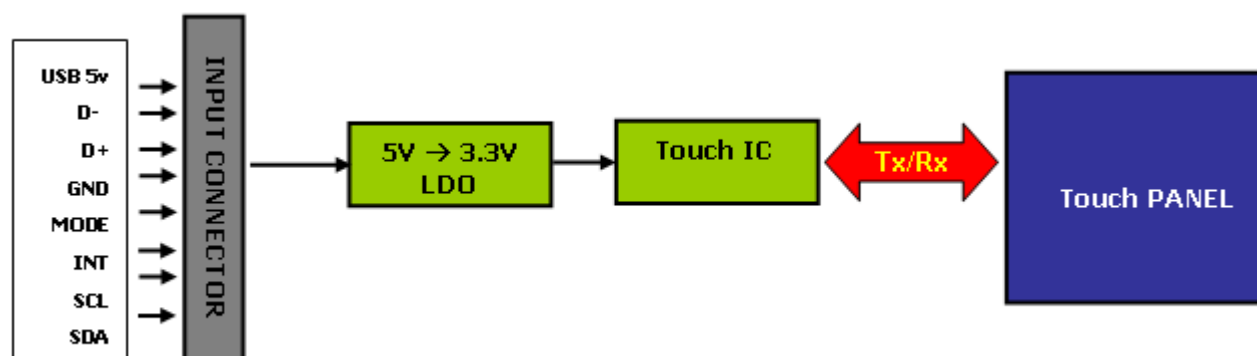 USB 5v
D-
D+
GND
MODE
INT
SCL
SDA
INPUT CONNECTOR
5V → 3.3V
LDO
Touch IC
Tx/Rx
Touch PANEL